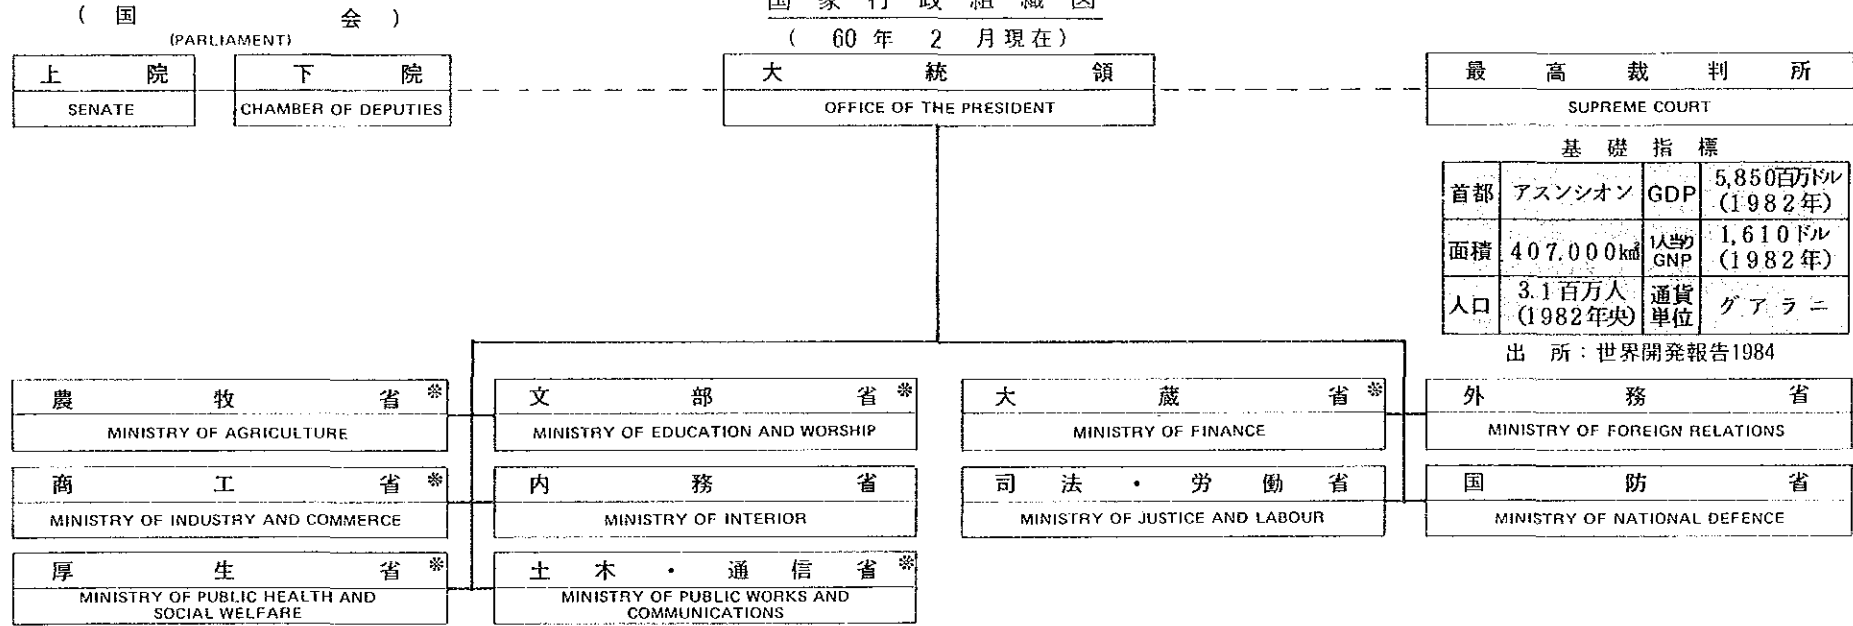 国家行政組織図
(60年2月現在)
(国会)
(PARLIAMENT)
上院
SENATE
下院
CHAMBER OF DEPUTIES
大統領
OFFICE OF THE PRESIDENT
最高裁判所
SUPREME COURT
基礎指標
首都 アスンシオン GDP 5,850百万ドル (1982年)
面積 407.000㎢ 1人当り GNP 1,610ドル (1982年)
人口 3.1百万人 (1982年央) 通貨単位 グアラニ
出所：世界開発報告1984
農牧省※
MINISTRY OF AGRICULTURE
文部省※
MINISTRY OF EDUCATION AND WORSHIP
大蔵省※
MINISTRY OF FINANCE
外務省
MINISTRY OF FOREIGN RELATIONS
商工省※
MINISTRY OF INDUSTRY AND COMMERCE
内務省
MINISTRY OF INTERIOR
司法・労働省
MINISTRY OF JUSTICE AND LABOUR
国防省
MINISTRY OF NATIONAL DEFENCE
厚生省※
MINISTRY OF PUBLIC HEALTH AND
SOCIAL WELFARE
土木・通信省※
MINISTRY OF PUBLIC WORKS AND
COMMUNICATIONS